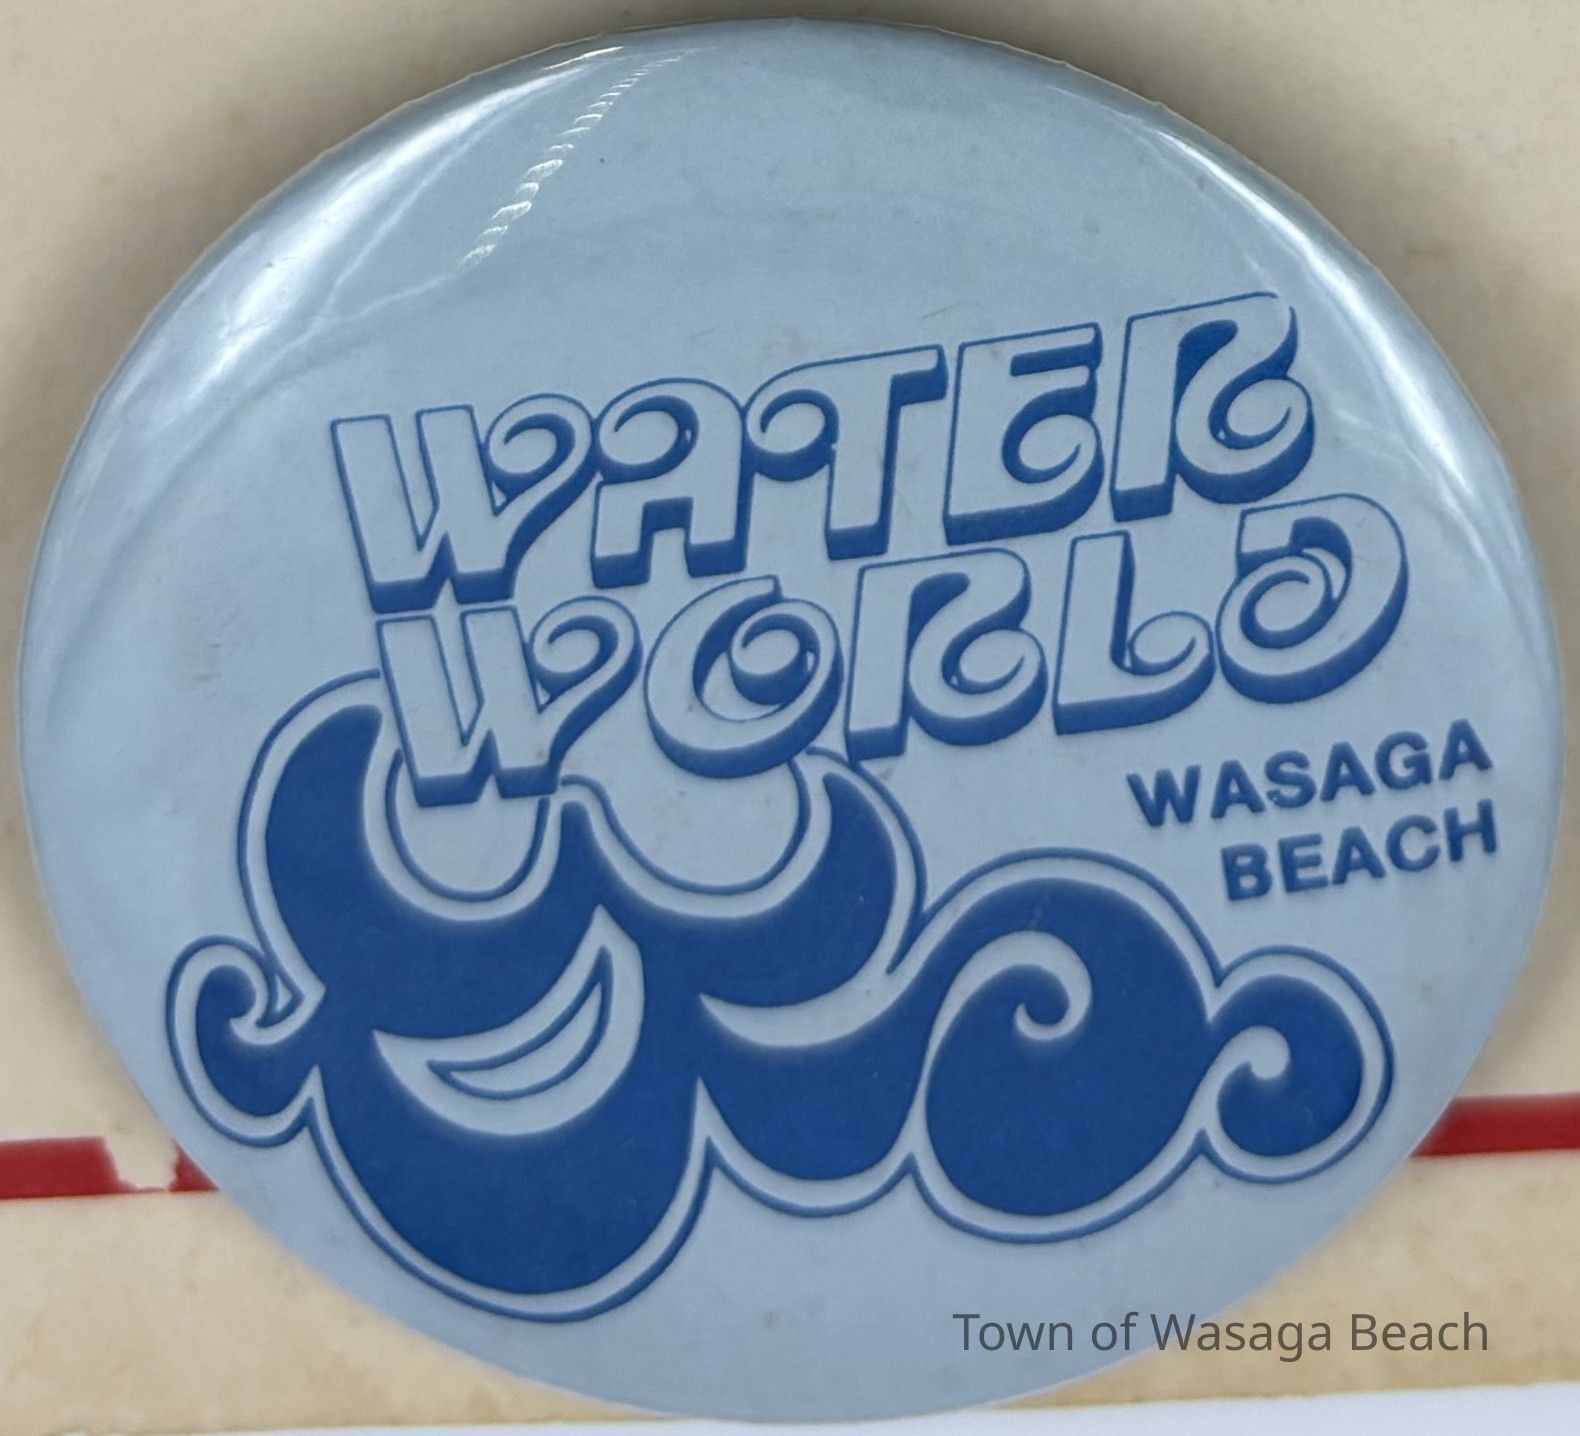 WATER
WORLD
WASAGA
BEACH
Town of Wasaga Beach